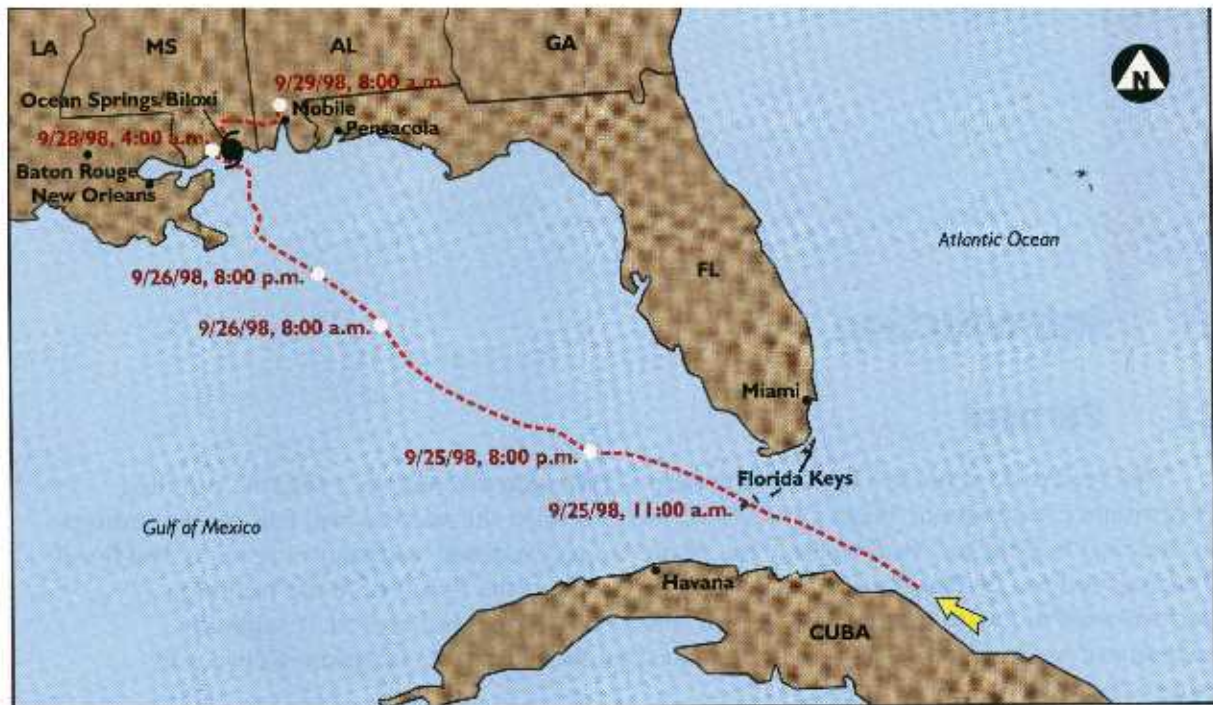 LA
MS
AL
GA
N
9/29/98, 8:00 a.m.
Ocean Springs/Biloxi
Mobile
Pensacola
9/28/98, 4:00 a.m.
Baton Rouge
New Orleans
Atlantic Ocean
FL
9/26/98, 8:00 p.m.
9/26/98, 8:00 a.m.
Miami
9/25/98, 8:00 p.m.
Florida Keys
9/25/98, 11:00 a.m.
Gulf of Mexico
Havana
CUBA